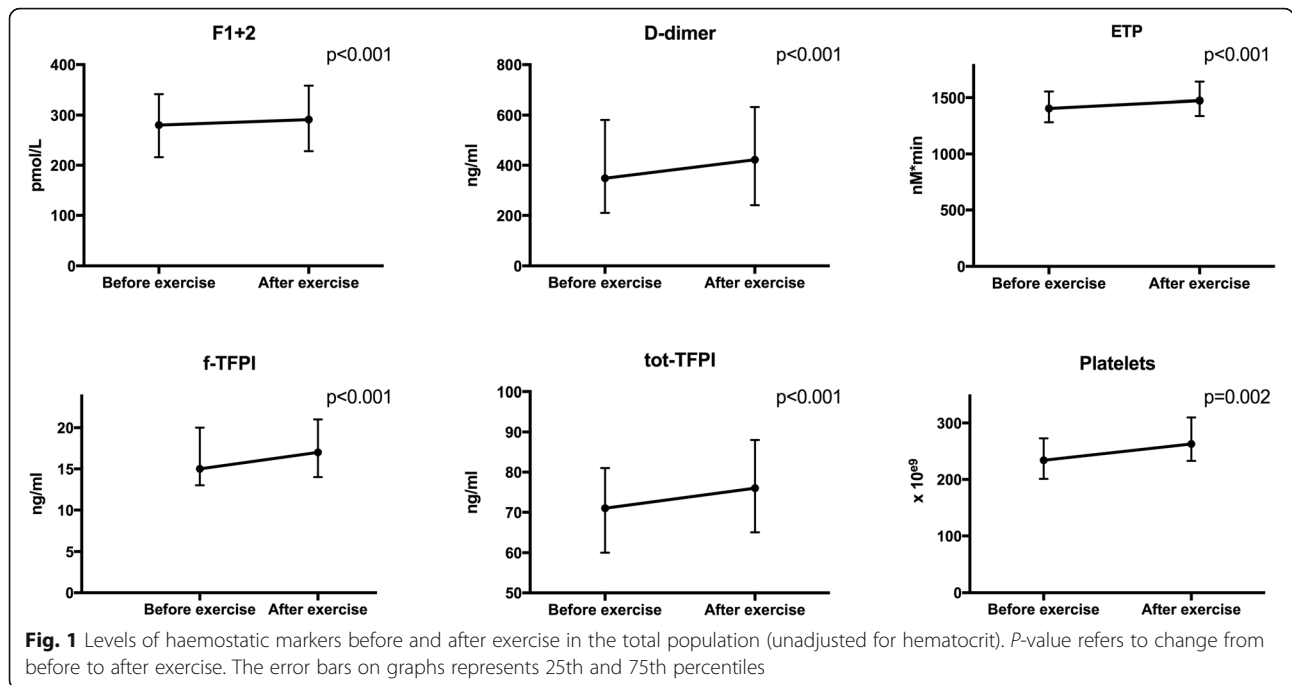 F1+2
p<0.001
400
300
200
100
0
pmol/L
Before exercise After exercise
D-dimer
p<0.001
800
600
400
200
0
ng/ml
Before exercise After exercise
ETP
p<0.001
1500
1000
500
0
nM*min
Before exercise After exercise
f-TFPI
p<0.001
20
15
10
5
0
ng/ml
Before exercise After exercise
tot-TFPI
p<0.001
100
90
80
70
60
50
ng/ml
Before exercise After exercise
Platelets
p=0.002
300
200
100
0
x 10e9
Before exercise After exercise
Fig. 1 Levels of haemostatic markers before and after exercise in the total population (unadjusted for hematocrit). P-value refers to change from
before to after exercise. The error bars on graphs represents 25th and 75th percentiles